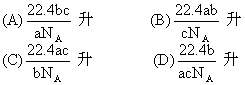 (A) 22.4bc/aN_A 升 (B) 22.4ab/cN_A 升
(C) 22.4ac/bN_A 升 (D) 22.4b/acN_A 升